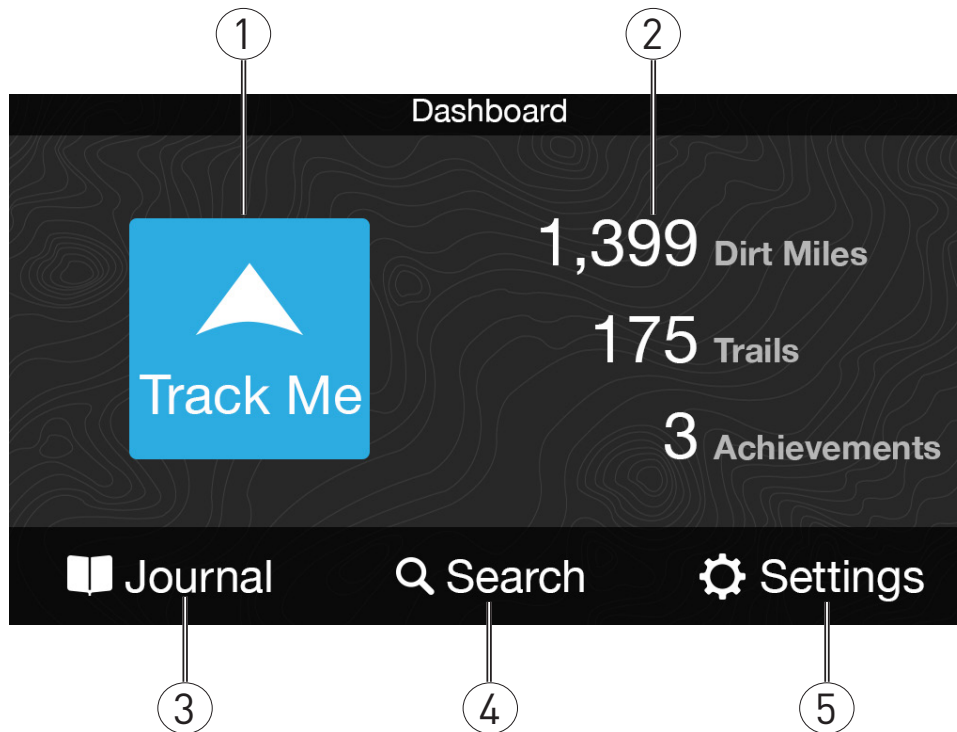 1
2
Dashboard
1,399 Dirt Miles
175 Trails
Track Me
3 Achievements
Journal
Search
Settings
3
4
5